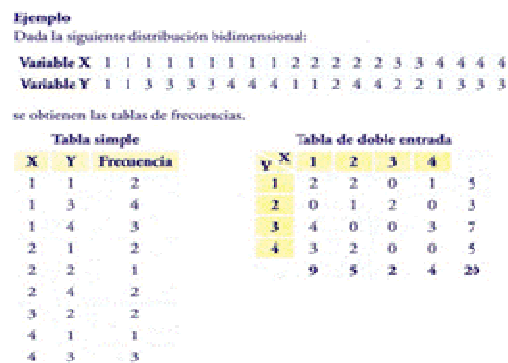 Ejemplo
Dada la siguiente distribución bidimensional:
Variable X 1 1 1 1 1 1 1 1 1 2 2 2 2 2 3 3 4 4 4 4
Variable Y 1 1 3 3 3 3 4 4 4 1 1 2 4 4 2 2 1 3 3 3
se obtienen las tablas de frecuencias.
Tabla simple
X Y Frecuencia
1 1 2
1 3 4
1 4 3
2 1 2
2 2 1
2 4 2
3 2 2
4 1 1
4 3 3
Tabla de doble entrada
Y X 1 2 3 4
1 2 2 0 1 5
2 0 1 2 0 3
3 4 0 0 3 7
4 3 2 0 0 5
9 5 2 4 20